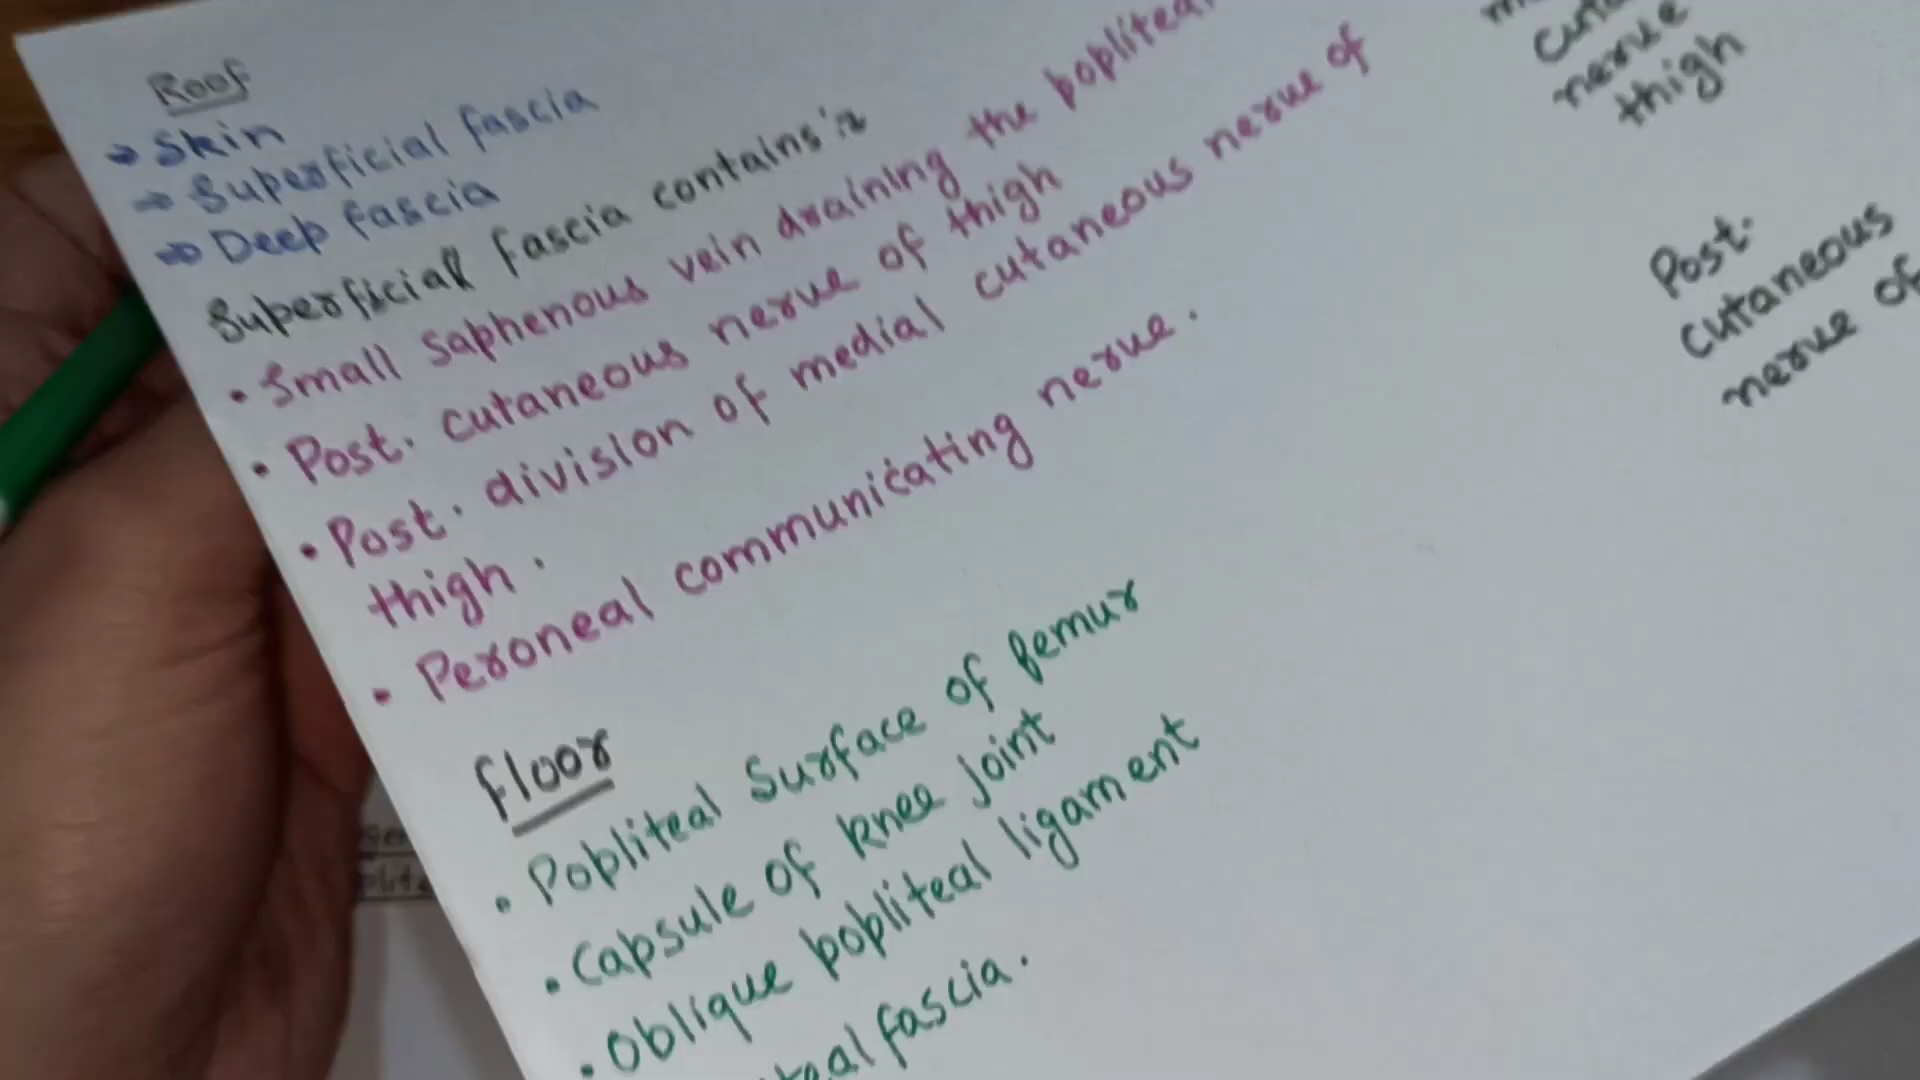 Roof
→ Skin
→ Superficial fascia
→ Deep fascia
Superficial fascia contains:-
• Small saphenous vein draining the popliteal
• Post. cutaneous nerve of thigh
• Post. division of medial cutaneous nerve of
thigh.
• Peroneal communicating nerve.
floor
• Popliteal Surface of femur
• Capsule of knee joint
• Oblique popliteal ligament
fascia.
nerve
thigh
Post.
cutaneous
nerve of